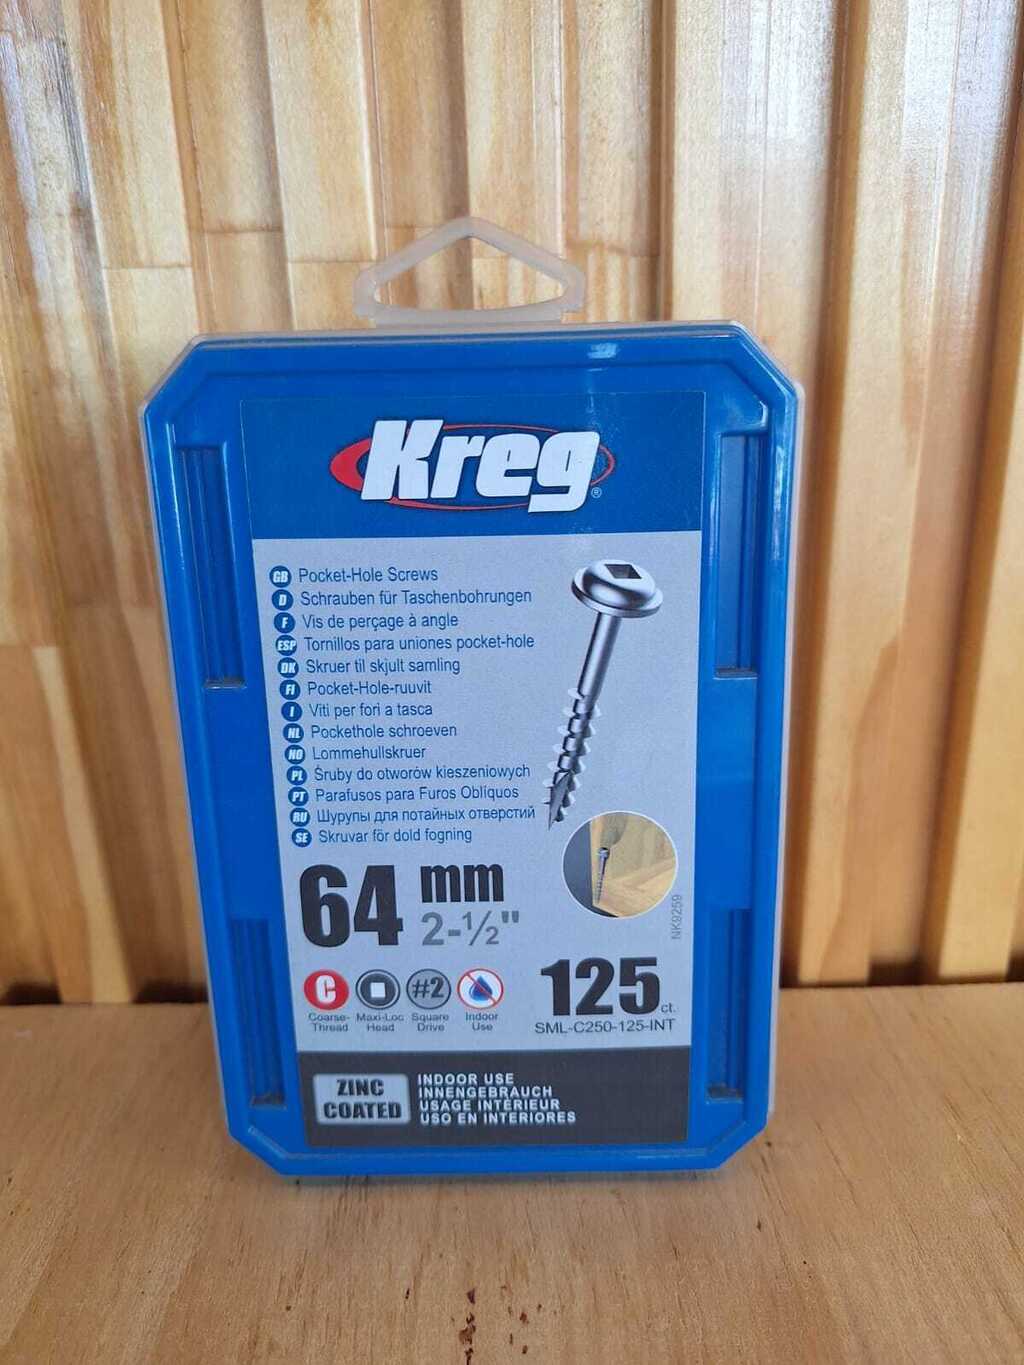 Kreg®
GB Pocket-Hole Screws
D Schrauben für Taschenbohrungen
F Vis de perçage à angle
ESP Tornillos para uniones pocket-hole
DK Skruer til skjult samling
FI Pocket-Hole-ruuvit
I Viti per fori a tasca
NL Pockethole schroeven
NO Lommehullskruer
PL Śruby do otworów kieszeniowych
PT Parafusos para Furos Oblíquos
RU Шурупы для потайных отверстий
SE Skruvar för dold fogning
64 mm
2-½"
NK9259
C
Coarse-
Thread
Maxi-Loc
Head
#2
Square
Drive
Indoor
Use
125 ct.
SML-C250-125-INT
ZINC
COATED
INDOOR USE
INNENGEBRAUCH
USAGE INTÉRIEUR
USO EN INTERIORES